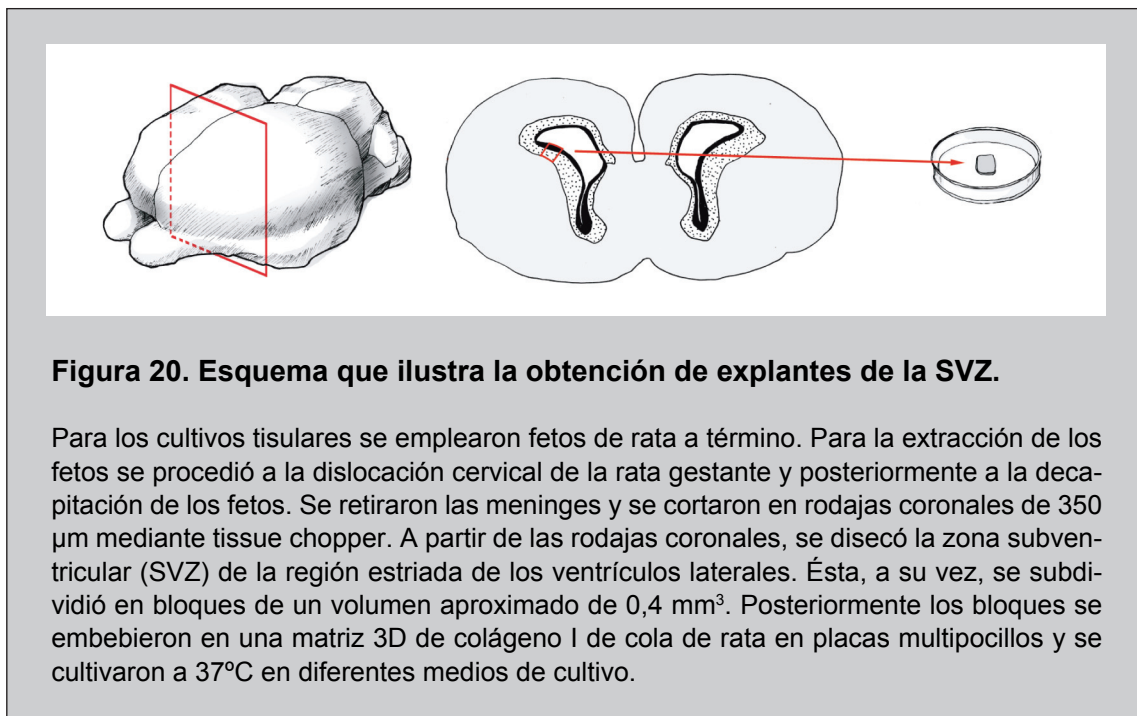 Figura 20. Esquema que ilustra la obtención de explantes de la SVZ.
Para los cultivos tisulares se emplearon fetos de rata a término. Para la extracción de los
fetos se procedió a la dislocación cervical de la rata gestante y posteriormente a la deca-
pitación de los fetos. Se retiraron las meninges y se cortaron en rodajas coronales de 350
μm mediante tissue chopper. A partir de las rodajas coronales, se disecó la zona subven-
tricular (SVZ) de la región estriada de los ventrículos laterales. Ésta, a su vez, se subdi-
vidió en bloques de un volumen aproximado de 0,4 mm³. Posteriormente los bloques se
embebieron en una matriz 3D de colágeno I de cola de rata en placas multipocillos y se
cultivaron a 37ºC en diferentes medios de cultivo.